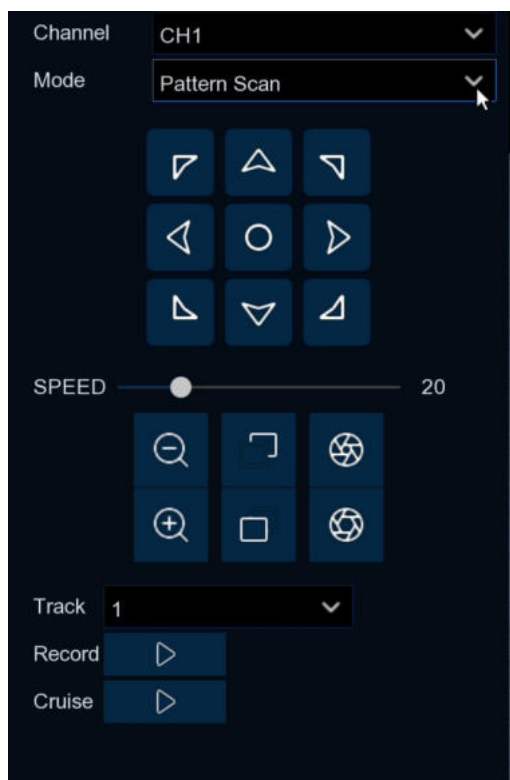 Channel CH1
Mode Pattern Scan
SPEED 20
Track 1
Record
Cruise